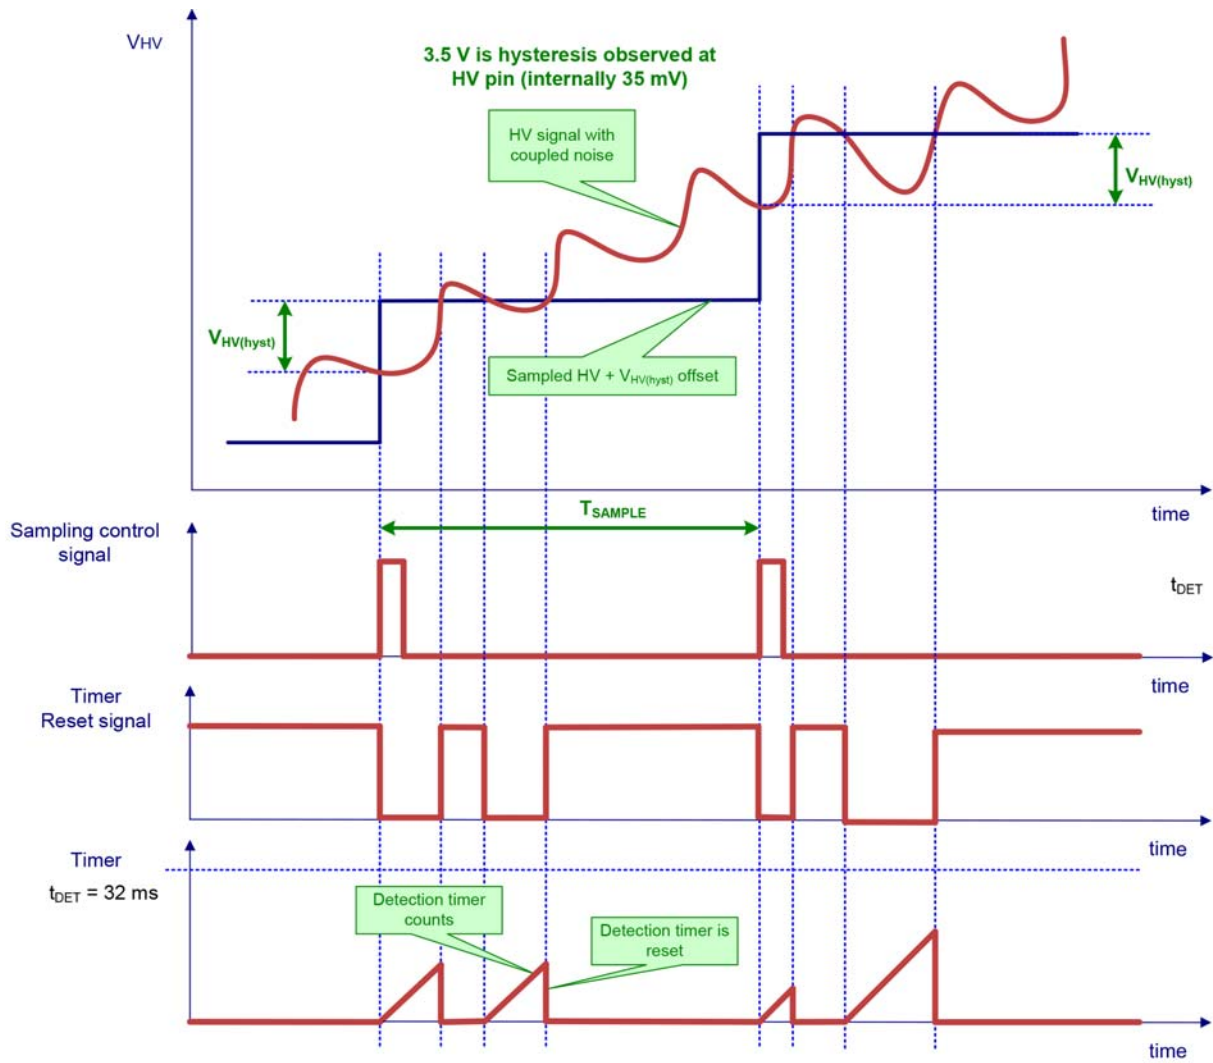 VHV
3.5 V is hysteresis observed at
HV pin (internally 35 mV)
HV signal with
coupled noise
VHV(hyst)
VHV(hyst)
Sampled HV + VHV(hyst) offset
time
TSAMPLE
Sampling control
signal
tDET
time
Timer
Reset signal
time
Timer
tDET = 32 ms
Detection timer
counts
Detection timer is
reset
time